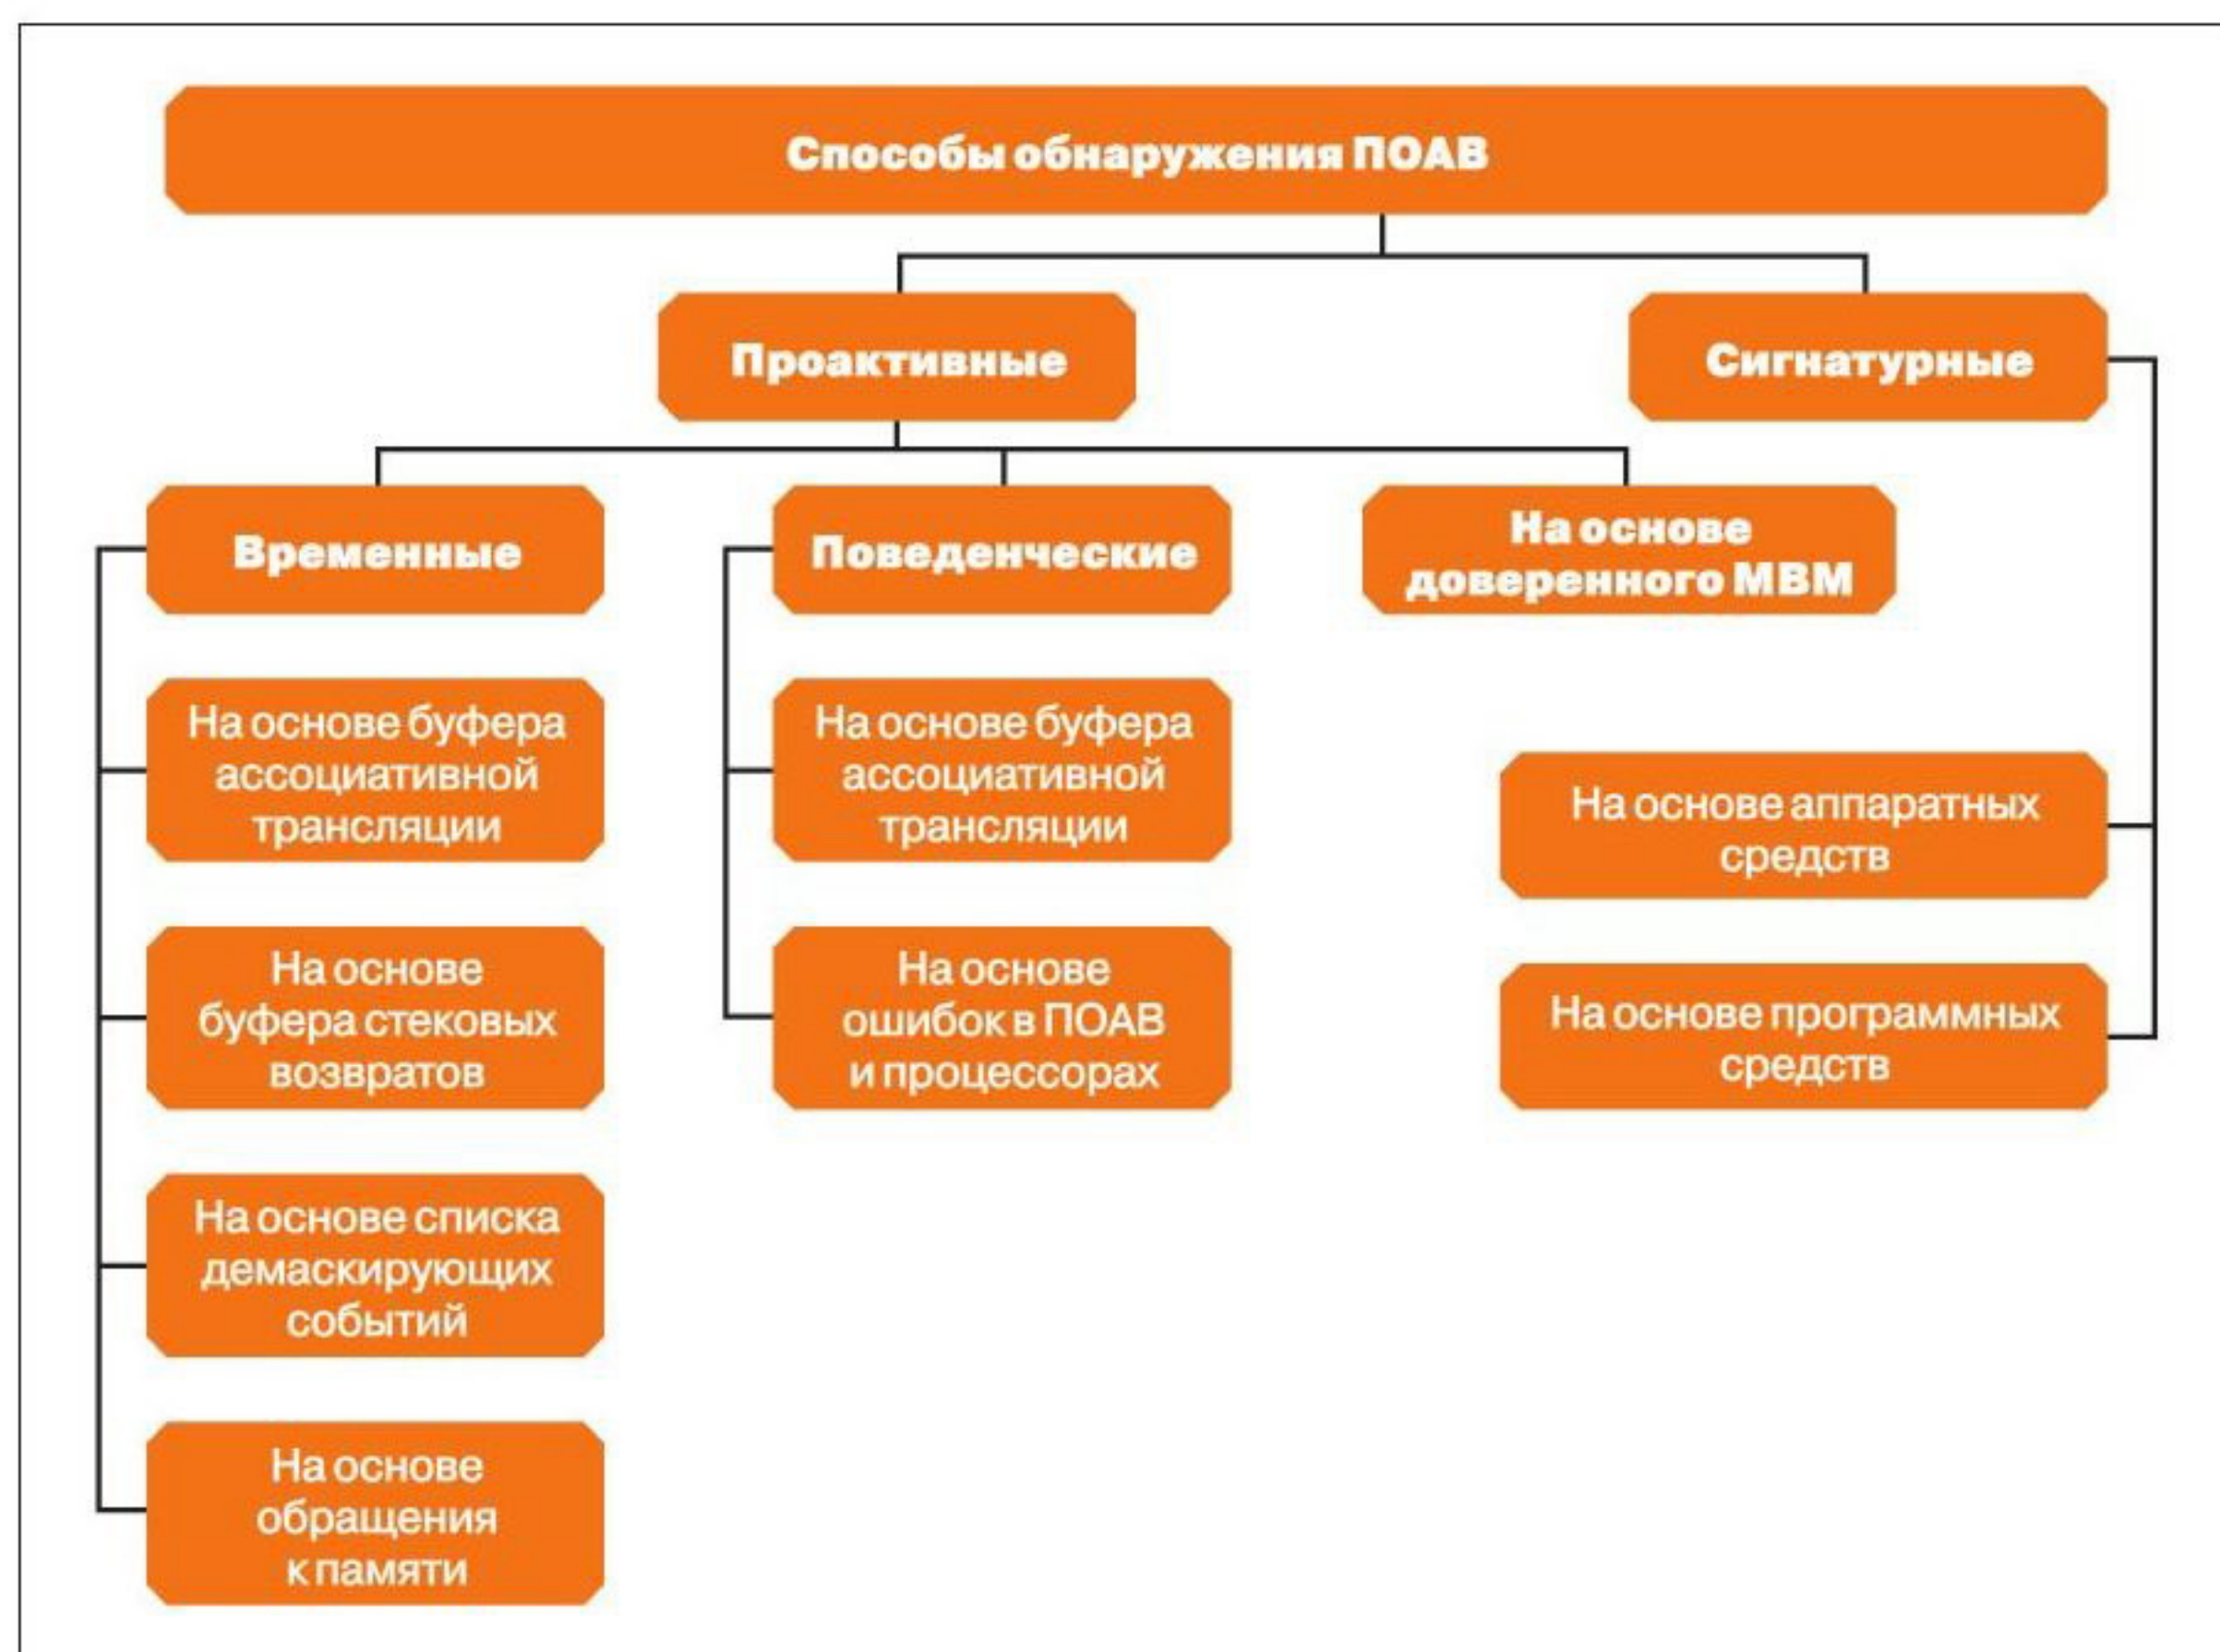 Способы обнаружения ПОАВ
Проактивные
Сигнатурные
Временные
Поведенческие
На основе
доверенного МВМ
На основе буфера
ассоциативной
трансляции
На основе буфера
ассоциативной
трансляции
На основе аппаратных
средств
На основе
буфера стековых
возвратов
На основе
ошибок в ПОАВ
и процессорах
На основе программных
средств
На основе списка
демаскирующих
событий
На основе
обращения
к памяти